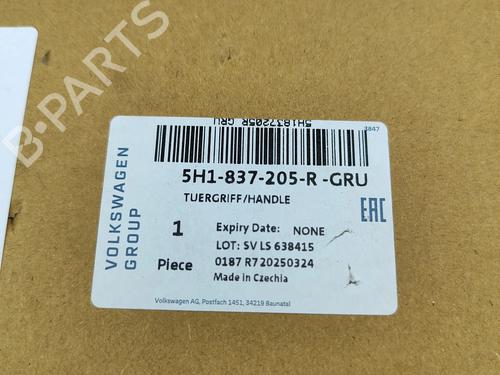 5H1837205R GRU
3847
5H1-837-205-R -GRU
TUERGRIFF/HANDLE
VOLKSWAGEN
GROUP
1
Piece
Expiry Date: NONE
LOT: SV LS 638415
0187 R7 20250324
Made in Czechia
EAC
Volkswagen AG, Postfach 1451, 34219 Baunatal
B-PARTS